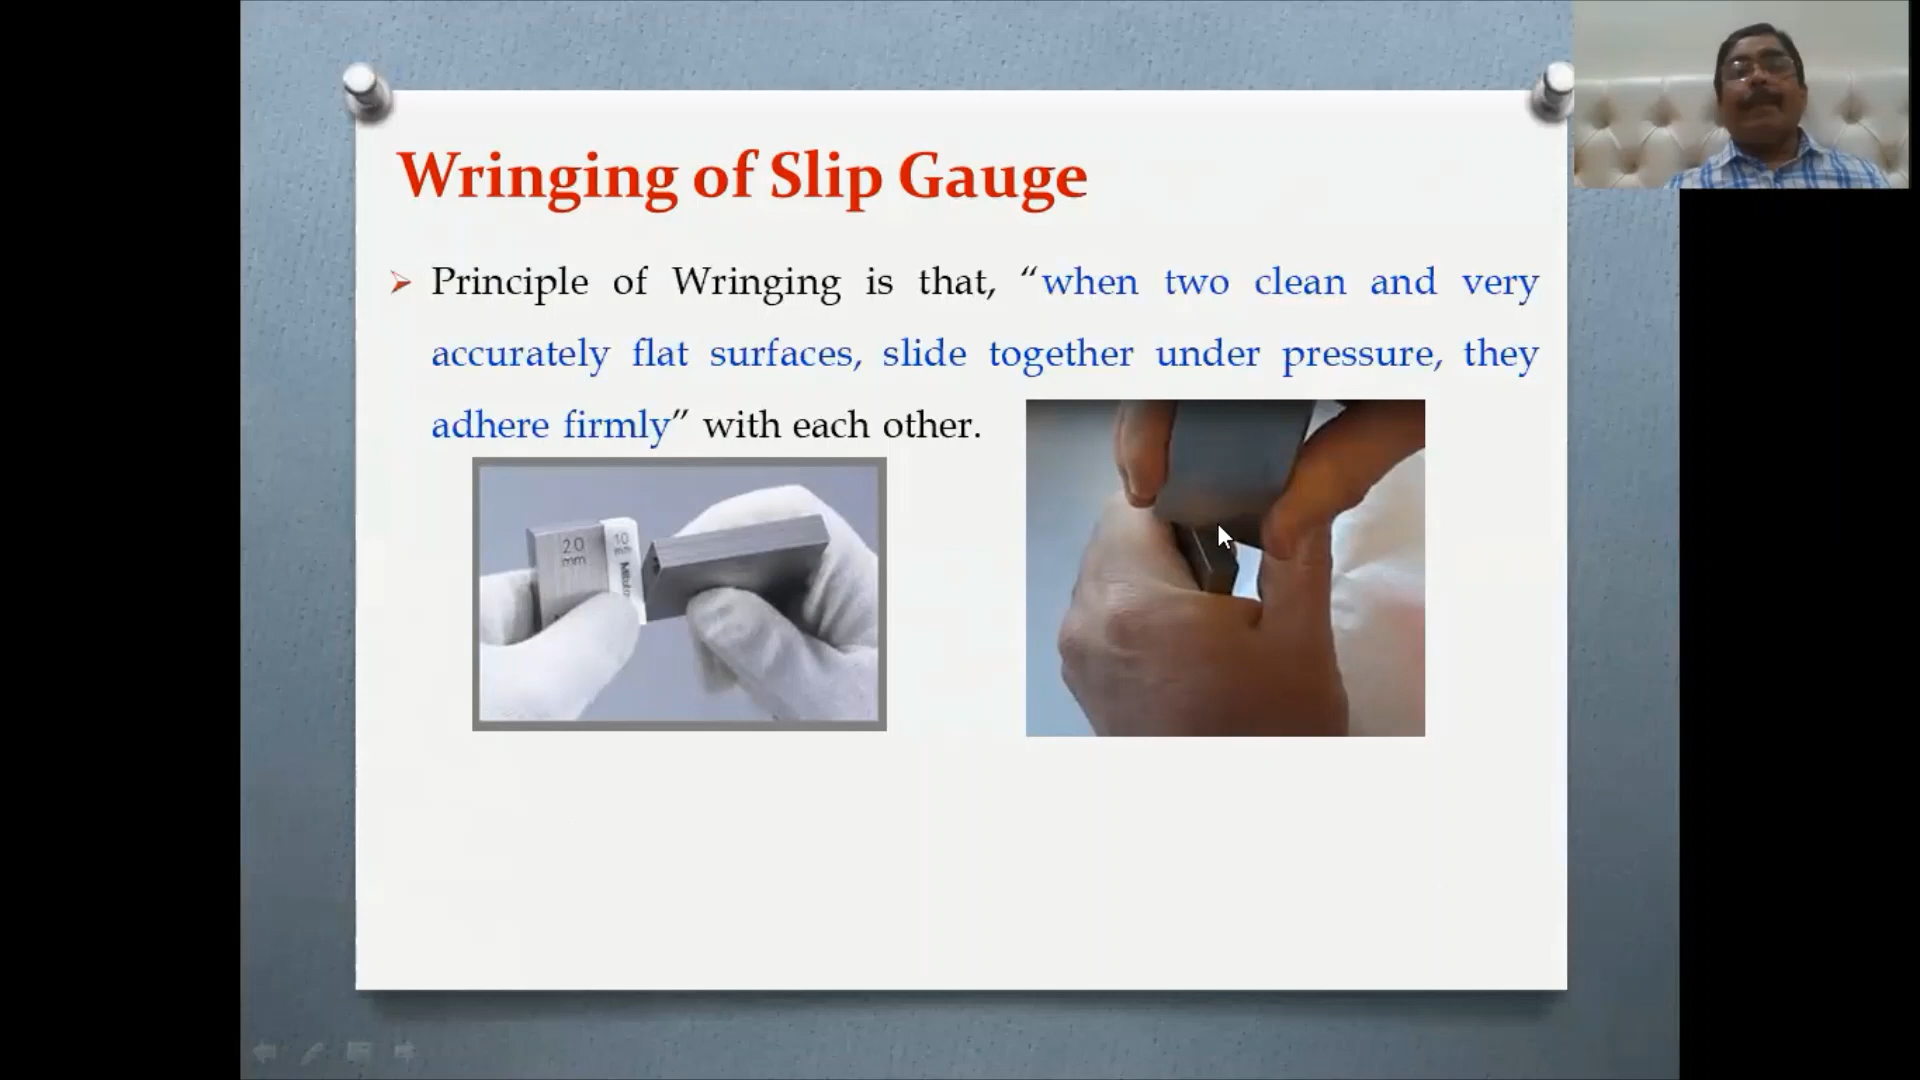 Wringing of Slip Gauge
Principle of Wringing is that, “when two clean and very
accurately flat surfaces, slide together under pressure, they
adhere firmly” with each other.
20 10
mm mm